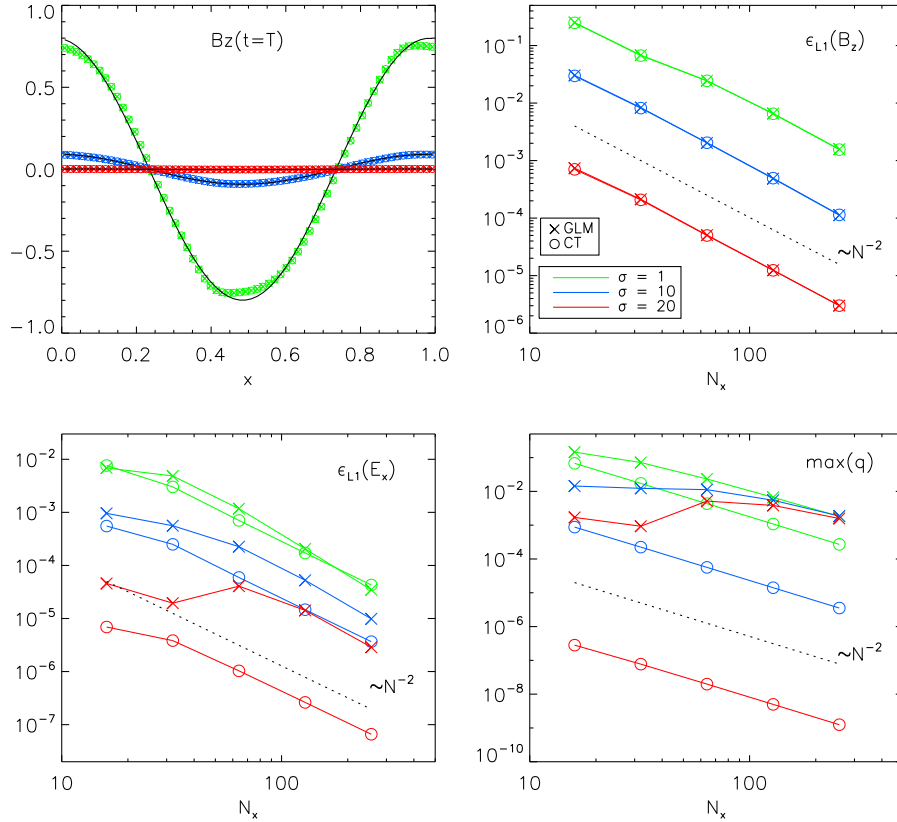 Bz(t=T)
1.0
0.5
0.0
−0.5
−1.0
0.0
0.2
0.4
0.6
0.8
1.0
x
ϵL1(Bz)
10⁻¹
10⁻²
10⁻³
10⁻⁴
10⁻⁵
10⁻⁶
GLM
CT
σ = 1
σ = 10
σ = 20
~N⁻²
10
100
Nx
ϵL1(Ex)
10⁻²
10⁻³
10⁻⁴
10⁻⁵
10⁻⁶
10⁻⁷
~N⁻²
10
100
Nx
max(q)
10⁻²
10⁻⁴
10⁻⁶
10⁻⁸
10⁻¹⁰
~N⁻²
10
100
Nx